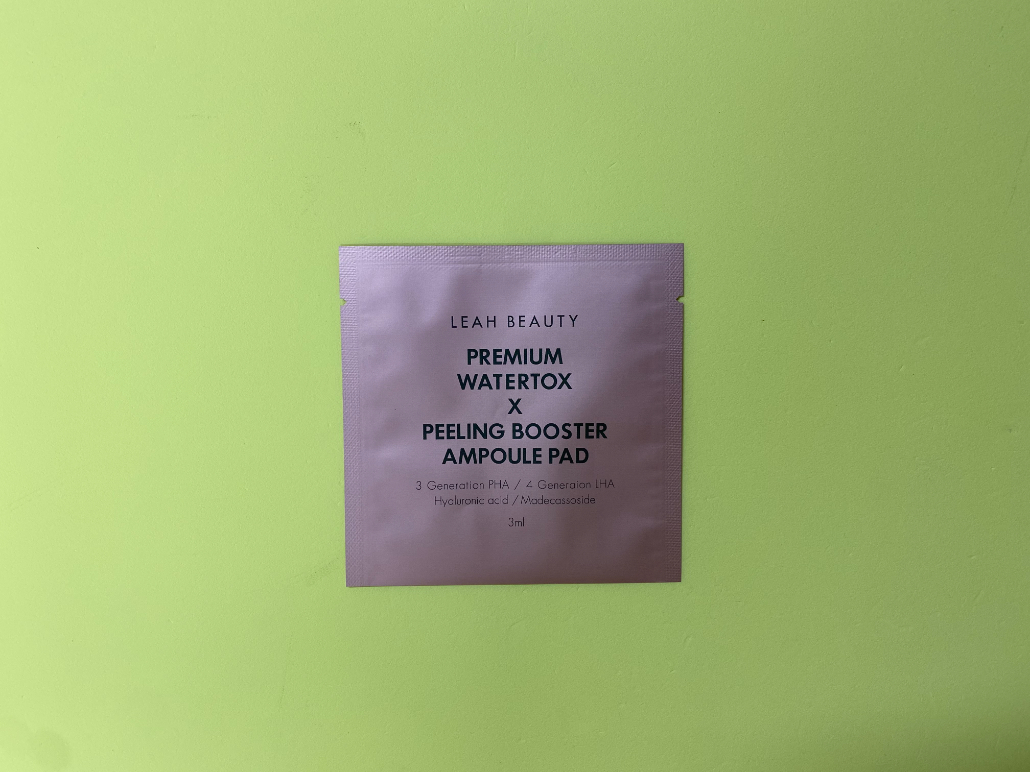 LEAH BEAUTY
PREMIUM
WATERTOX
X
PEELING BOOSTER
AMPOULE PAD
3 Generation PHA / 4 Generaion LHA
Hyaluronic acid / Madecassoside
3ml